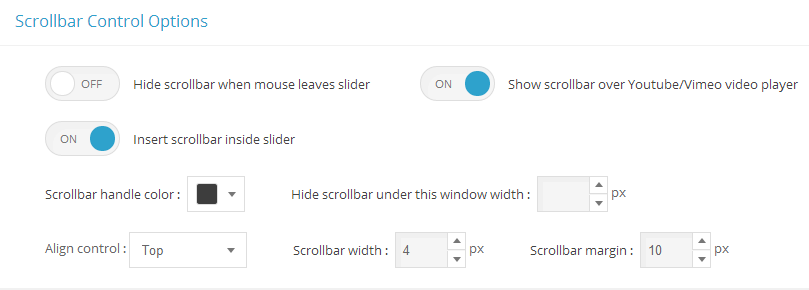 Scrollbar Control Options
OFF Hide scrollbar when mouse leaves slider ON Show scrollbar over Youtube/Vimeo video player
ON Insert scrollbar inside slider
Scrollbar handle color : Hide scrollbar under this window width : px
Align control : Top Scrollbar width : 4 px Scrollbar margin : 10 px